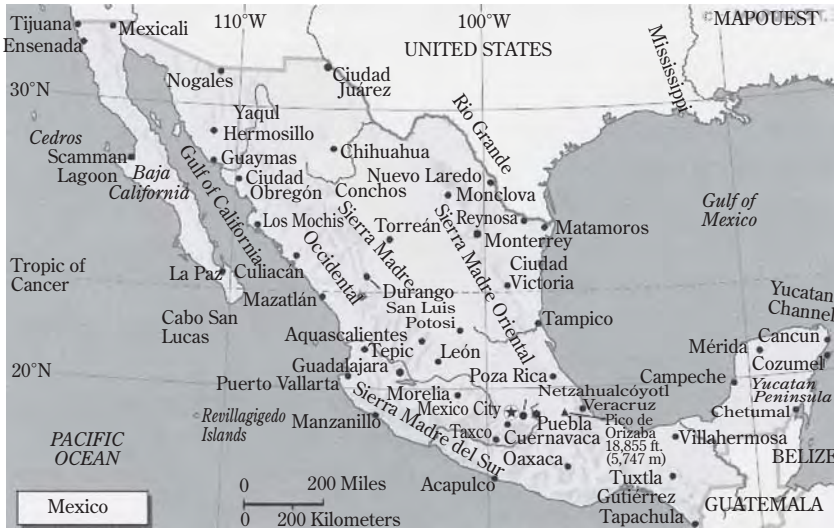 110°W
100°W
© MAPQUEST
Tijuana
Ensenada
Mexicali
UNITED STATES
Mississippi
Nogales
Ciudad
Juárez
30°N
Rio Grande
Yaqul
Hermosillo
Cedros
Scamman
Lagoon
Baja
California
Guaymas
Gulf of California
Ciudad
Obregón
Chihuahua
Conchos
Nuevo Laredo
Monclova
Gulf of
Mexico
Los Mochis
Sierra Madre
Occidental
Torreán
Reynosa
Matamoros
Monterrey
Sierra Madre Oriental
Tropic of
Cancer
La Paz
Culiacán
Ciudad
Victoria
Mazatlán
Durango
San Luis
Potosi
Cabo San
Lucas
Tampico
Yucatan
Channel
Aquascalientes
Tepic
León
Mérida
Cancun
Cozumel
20°N
Guadalajara
Puerto Vallarta
Poza Rica
Campeche
Yucatan
Peninsula
Netzahualcóyotl
Morelia
Mexico City
Veracruz
Chetumal
Revillagigedo
Islands
Manzanillo
Sierra Madre del Sur
Puebla
Pico de
Orizaba
18,855 ft.
(5,747 m)
Taxco
Cuernavaca
Villahermosa
PACIFIC
OCEAN
Oaxaca
BELIZE
Acapulco
Tuxtla
Gutiérrez
Tapachula
GUATEMALA
Mexico
0 200 Miles
0 200 Kilometers